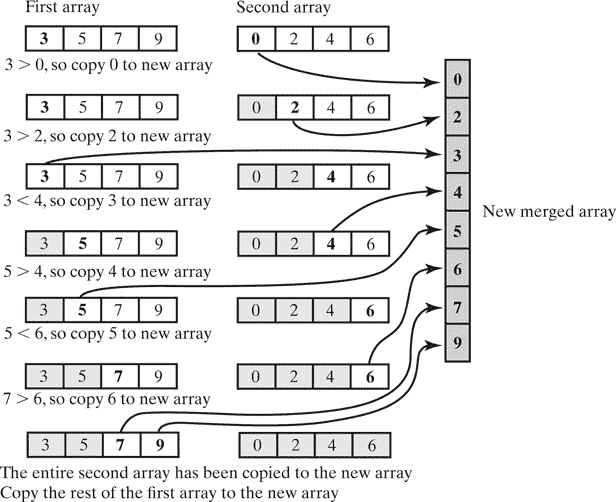 First array Second array
3 5 7 9 0 2 4 6
3 > 0, so copy 0 to new array
0
3 5 7 9 0 2 4 6
2
3 > 2, so copy 2 to new array
3
3 5 7 9 0 2 4 6
4
3 < 4, so copy 3 to new array
New merged array
5
3 5 7 9 0 2 4 6
5 > 4, so copy 4 to new array
6
3 5 7 9 0 2 4 6
7
5 < 6, so copy 5 to new array
9
3 5 7 9 0 2 4 6
7 > 6, so copy 6 to new array
3 5 7 9 0 2 4 6
The entire second array has been copied to the new array
Copy the rest of the first array to the new array